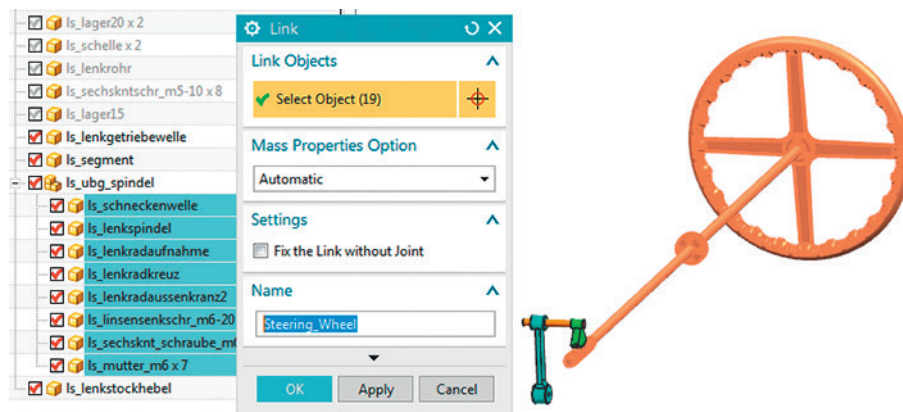 ls_lager20 x 2
ls_schelle x 2
ls_lenkrohr
ls_sechskntschr_m5-10 x 8
ls_lager15
ls_lenkgetriebewelle
ls_segment
ls_ubg_spindel
ls_schneckenwelle
ls_lenkspindel
ls_lenkradaufnahme
ls_lenkradkreuz
ls_lenkradaussenkranz2
ls_linsensenkschr_m6-20
ls_sechsknt_schraube_m6
ls_mutter_m6 x 7
ls_lenkstockhebel
Link
Link Objects
Select Object (19)
Mass Properties Option
Automatic
Settings
Fix the Link without Joint
Name
Steering_Wheel
OK Apply Cancel